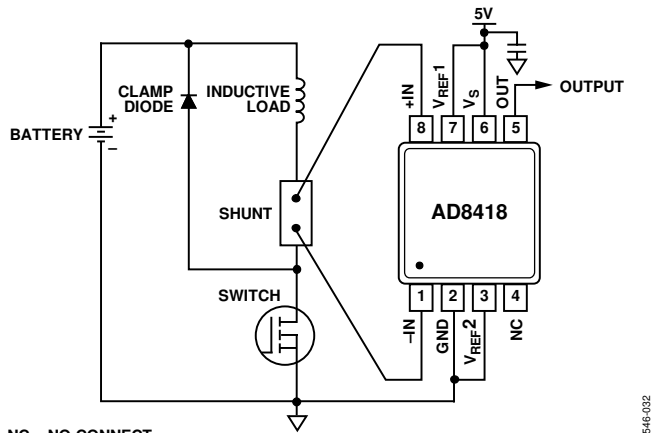 5V
CLAMP
DIODE
INDUCTIVE
LOAD
BATTERY
+
–
SHUNT
SWITCH
+IN
VREF1
VS
OUT
OUTPUT
8
7
6
5
AD8418
1
2
3
4
–IN
GND
VREF2
NC
546-032